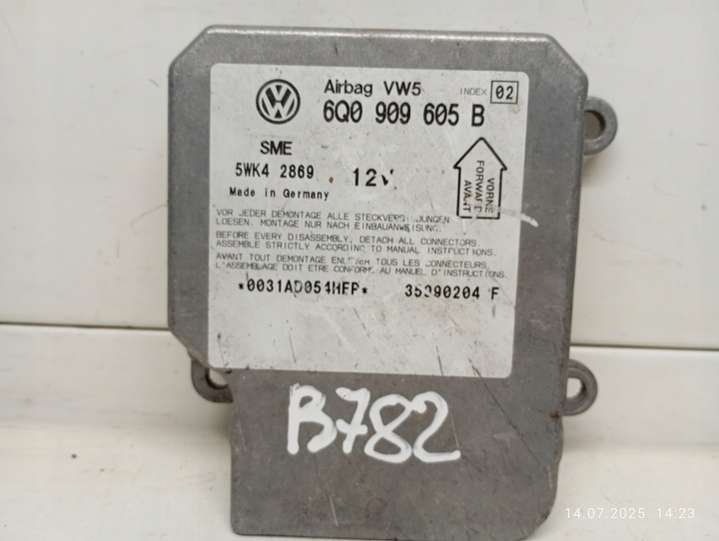 Airbag VW5 INDEX 02
6Q0 909 605 B
SME
5WK4 2869 12V
Made in Germany
VORNE
FORWARD
AVANT
VOR JEDER DEMONTAGE ALLE STECKVERBINDUNGEN
LOESEN. MONTAGE NUR NACH EINBAUANWEISUNG.
BEFORE EVERY DISASSEMBLY, DETACH ALL CONNECTORS
ASSEMBLE STRICTLY ACCORDING TO MANUAL INSTRUCTIONS.
AVANT TOUT DEMONTAGE ENLEVER TOUS LES CONNECTEURS.
L'ASSEMBLAGE DOIT ETRE CONFORME AU MANUEL D'INSTRUCTIONS.
35090204 F
B782
14.07.2025 14:23